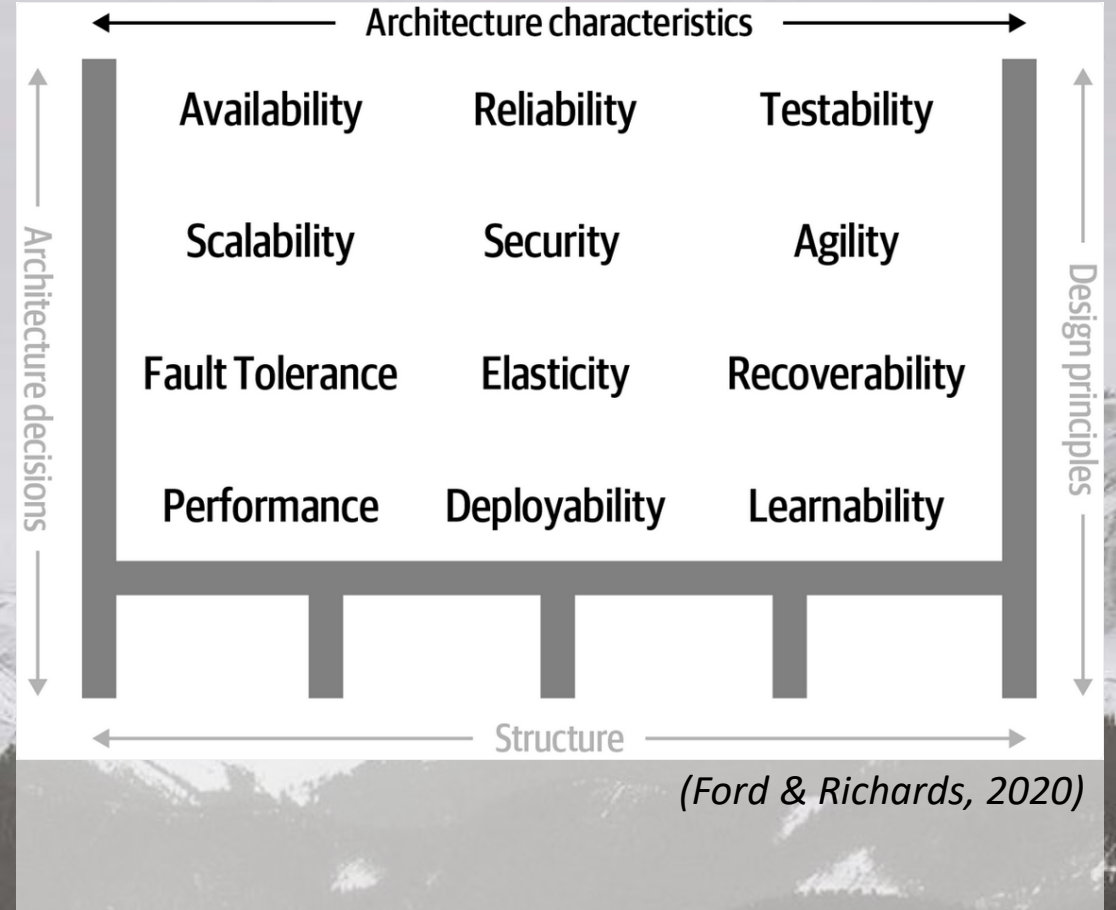 Architecture characteristics
Availability Reliability Testability
Scalability Security Agility
Fault Tolerance Elasticity Recoverability
Performance Deployability Learnability
Architecture decisions
Design principles
Structure
(Ford & Richards, 2020)